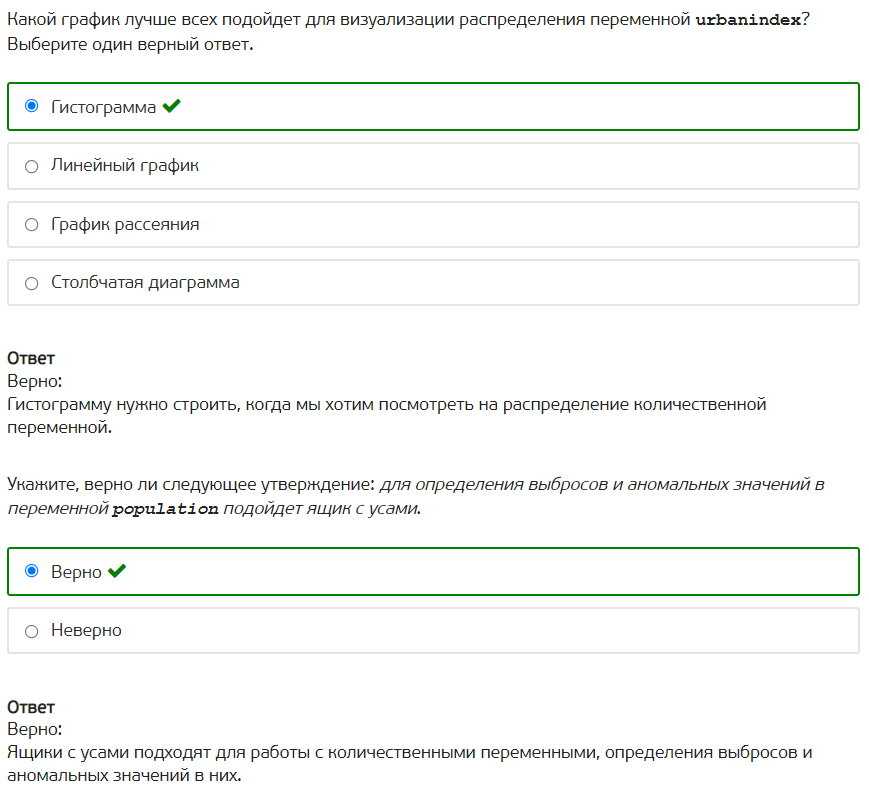 Какой график лучше всех подойдет для визуализации распределения переменной urbanindex?
Выберите один верный ответ.
Гистограмма
Линейный график
График рассеяния
Столбчатая диаграмма
Ответ
Верно:
Гистограмму нужно строить, когда мы хотим посмотреть на распределение количественной
переменной.
Укажите, верно ли следующее утверждение: для определения выбросов и аномальных значений в
переменной population подойдет ящик с усами.
Верно
Неверно
Ответ
Верно:
Ящики с усами подходят для работы с количественными переменными, определения выбросов и
аномальных значений в них.